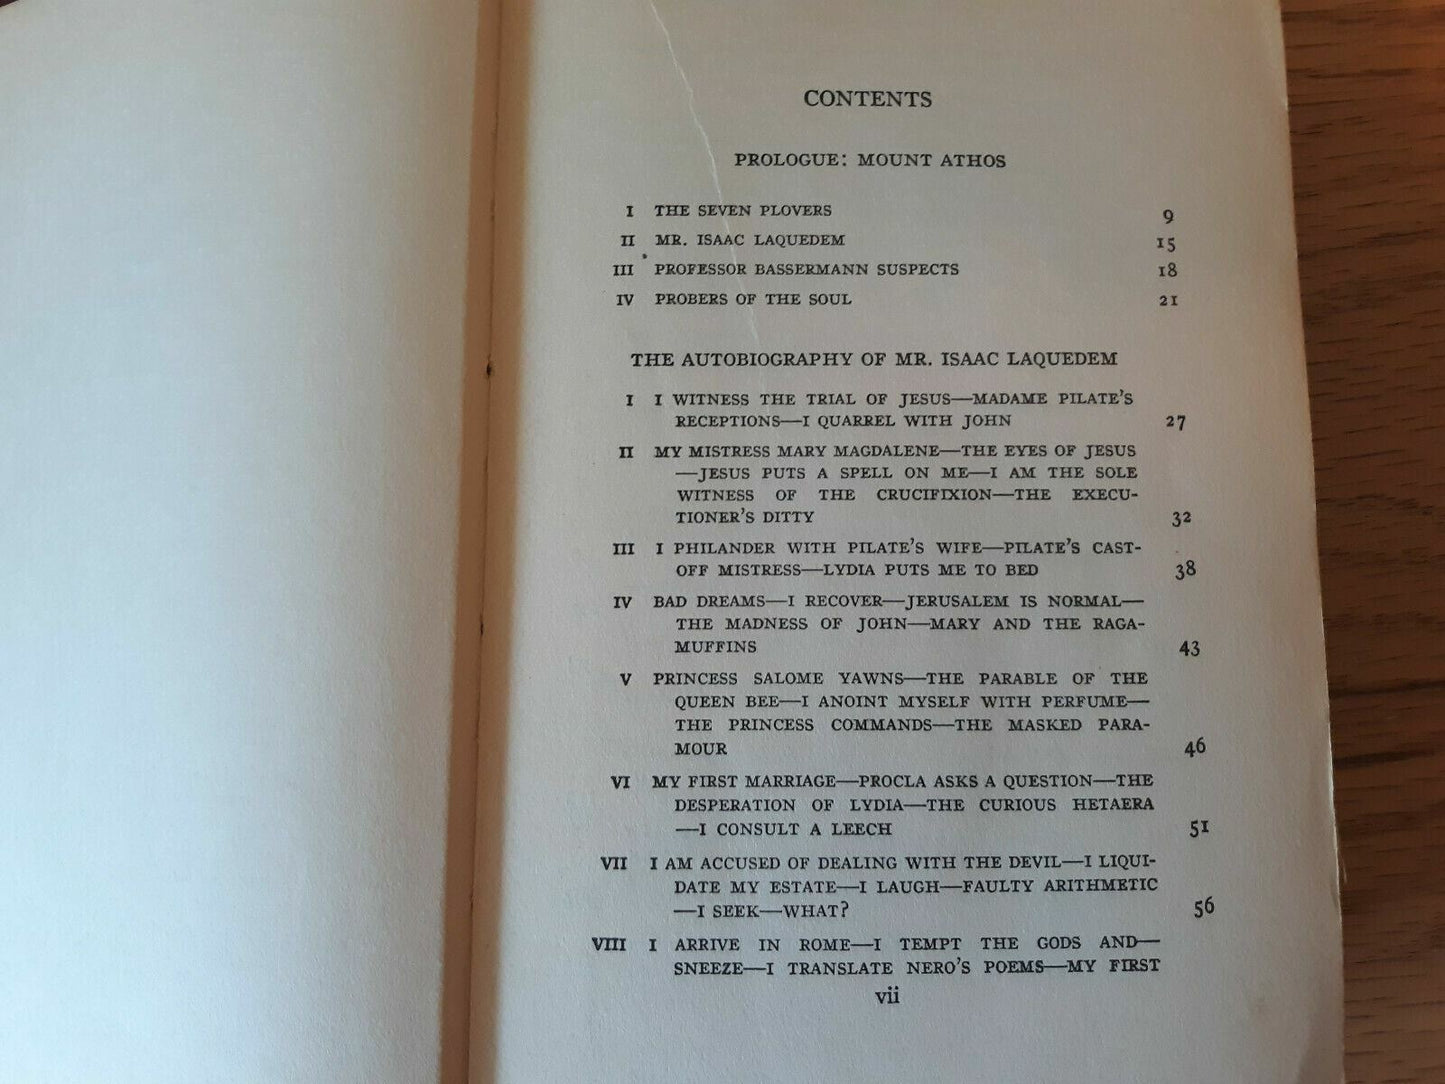 CONTENTS
PROLOGUE: MOUNT ATHOS
I THE SEVEN PLOVERS 9
II MR. ISAAC LAQUEDEM 15
III PROFESSOR BASSERMANN SUSPECTS 18
IV PROBERS OF THE SOUL 21
THE AUTOBIOGRAPHY OF MR. ISAAC LAQUEDEM
I I WITNESS THE TRIAL OF JESUS—MADAME PILATE'S
RECEPTIONS—I QUARREL WITH JOHN 27
II MY MISTRESS MARY MAGDALENE—THE EYES OF JESUS
—JESUS PUTS A SPELL ON ME—I AM THE SOLE
WITNESS OF THE CRUCIFIXION—THE EXECU-
TIONER'S DITTY 32
III I PHILANDER WITH PILATE'S WIFE—PILATE'S CAST-
OFF MISTRESS—LYDIA PUTS ME TO BED 38
IV BAD DREAMS—I RECOVER—JERUSALEM IS NORMAL—
THE MADNESS OF JOHN—MARY AND THE RAGA-
MUFFINS 43
V PRINCESS SALOME YAWNS—THE PARABLE OF THE
QUEEN BEE—I ANOINT MYSELF WITH PERFUME—
THE PRINCESS COMMANDS—THE MASKED PARA-
MOUR 46
VI MY FIRST MARRIAGE—PROCLA ASKS A QUESTION—THE
DESPERATION OF LYDIA—THE CURIOUS HETAERA
—I CONSULT A LEECH 51
VII I AM ACCUSED OF DEALING WITH THE DEVIL—I LIQUI-
DATE MY ESTATE—I LAUGH—FAULTY ARITHMETIC
—I SEEK—WHAT? 56
VIII I ARRIVE IN ROME—I TEMPT THE GODS AND—
SNEEZE—I TRANSLATE NERO'S POEMS—MY FIRST
vii